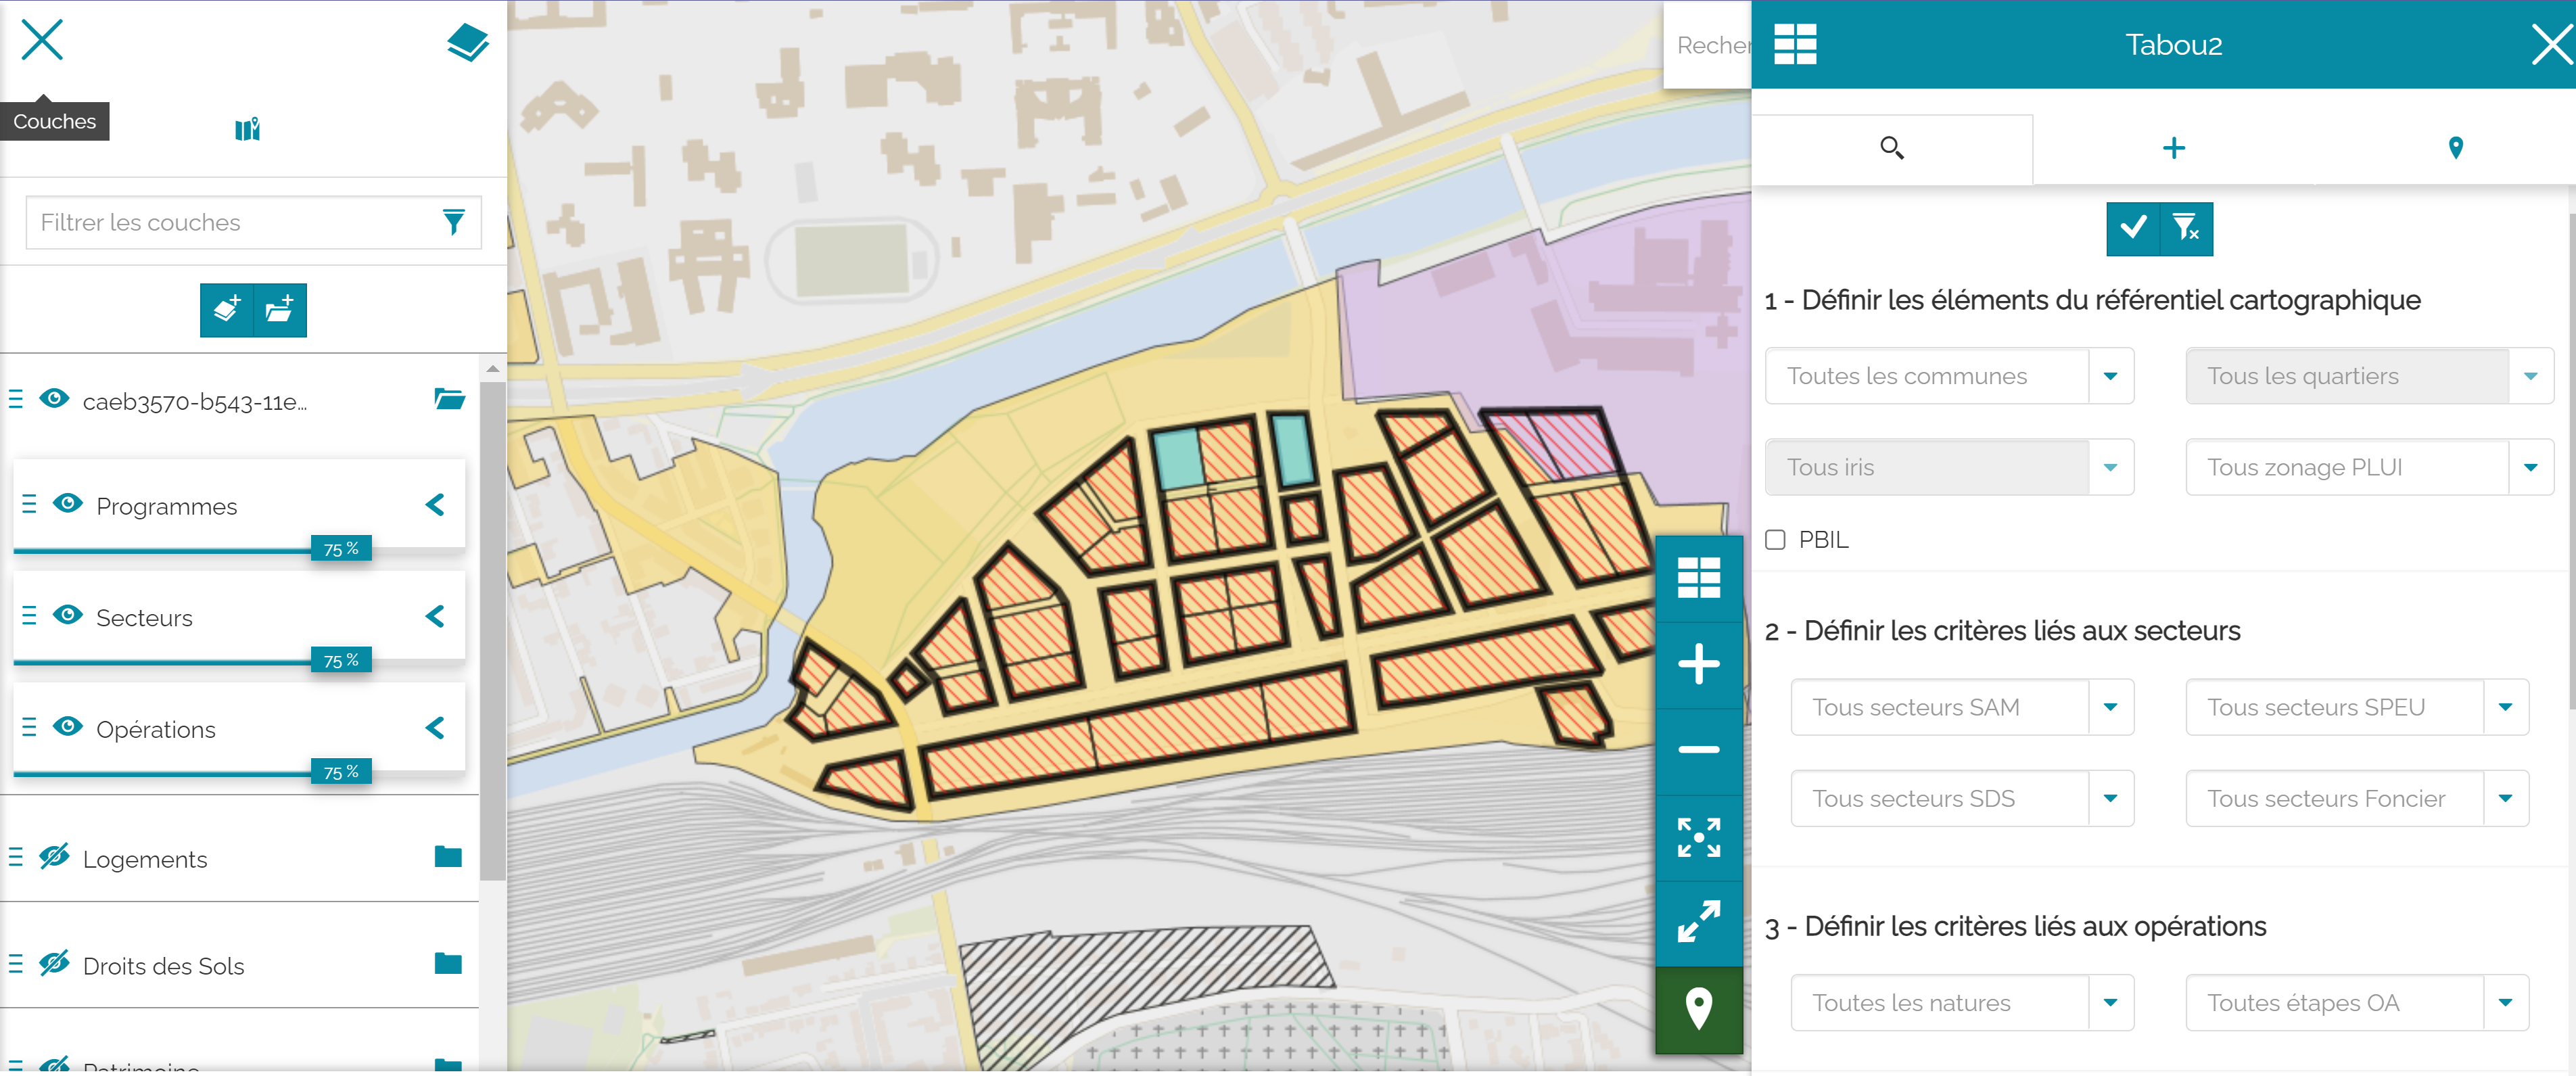 Couches
Filtrer les couches
caeb3570-b543-11e...
Programmes
75 %
Secteurs
75 %
Opérations
75 %
Logements
Droits des Sols
Patrimoine
Recher
Tabou2
1 - Définir les éléments du référentiel cartographique
Toutes les communes
Tous les quartiers
Tous iris
Tous zonage PLUI
PBIL
2 - Définir les critères liés aux secteurs
Tous secteurs SAM
Tous secteurs SPEU
Tous secteurs SDS
Tous secteurs Foncier
3 - Définir les critères liés aux opérations
Toutes les natures
Toutes étapes OA